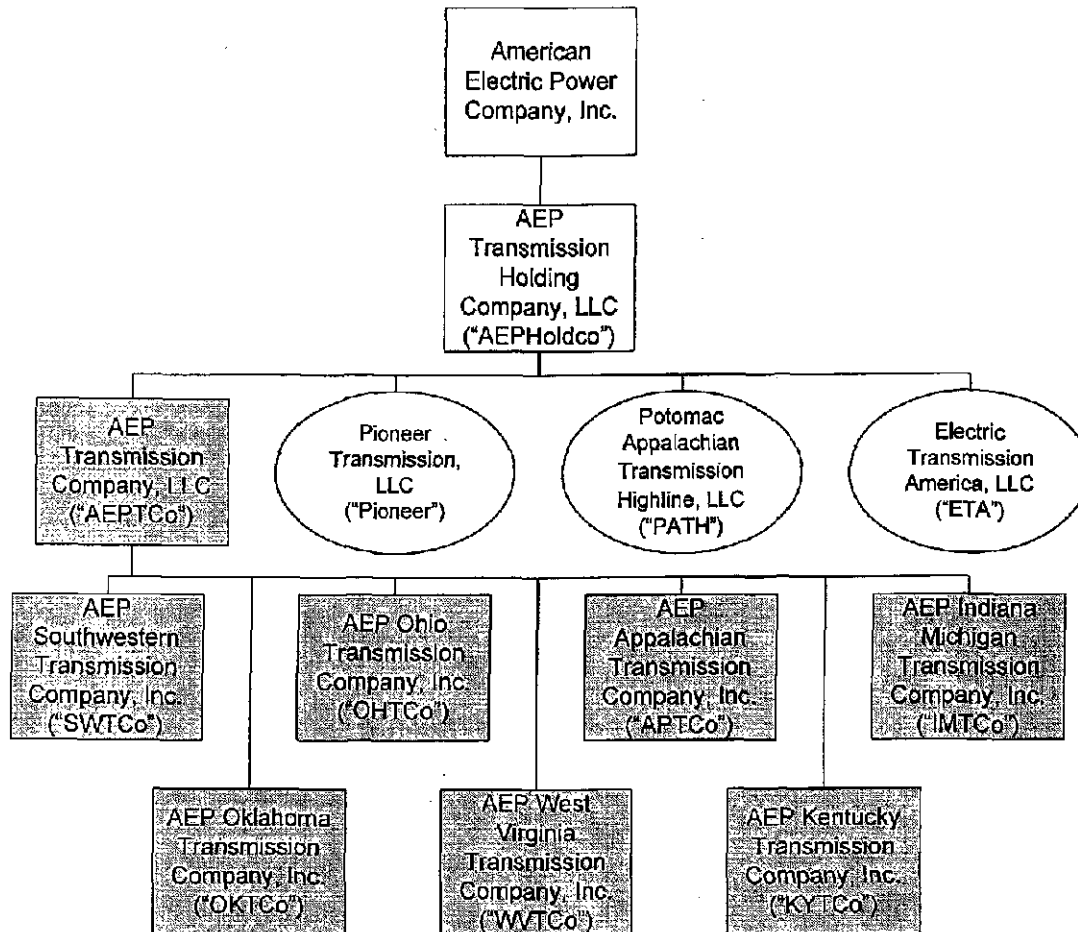 American
Electric Power
Company, Inc.
AEP
Transmission
Holding
Company, LLC
("AEPHoldco")
AEP
Transmission
Company, LLC
("AEPTCo")
Pioneer
Transmission,
LLC
("Pioneer")
Potomac
Appalachian
Transmission
Highline, LLC
("PATH")
Electric
Transmission
America, LLC
("ETA")
AEP
Southwestern
Transmission
Company, Inc.
("SWTCo")
AEP Ohio
Transmission
Company, Inc.
("OHTCo")
AEP
Appalachian
Transmission
Company, Inc.
("APTCo")
AEP Indiana
Michigan
Transmission
Company, Inc.
("IMTCo")
AEP Oklahoma
Transmission
Company, Inc.
("OKTCo")
AEP West
Virginia
Transmission
Company, Inc.
("WVTCo")
AEP Kentucky
Transmission
Company, Inc.
("KYTCo")